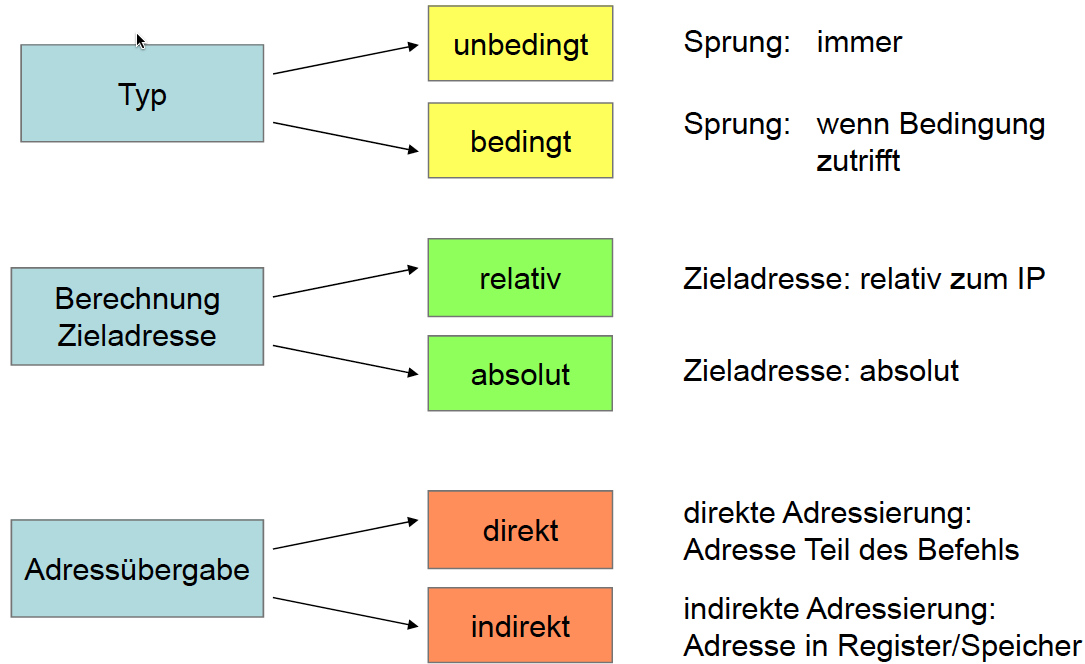 Typ
unbedingt
Sprung: immer
bedingt
Sprung: wenn Bedingung
zutrifft
Berechnung
Zieladresse
relativ
Zieladresse: relativ zum IP
absolut
Zieladresse: absolut
Adressübergabe
direkt
direkte Adressierung:
Adresse Teil des Befehls
indirekt
indirekte Adressierung:
Adresse in Register/Speicher